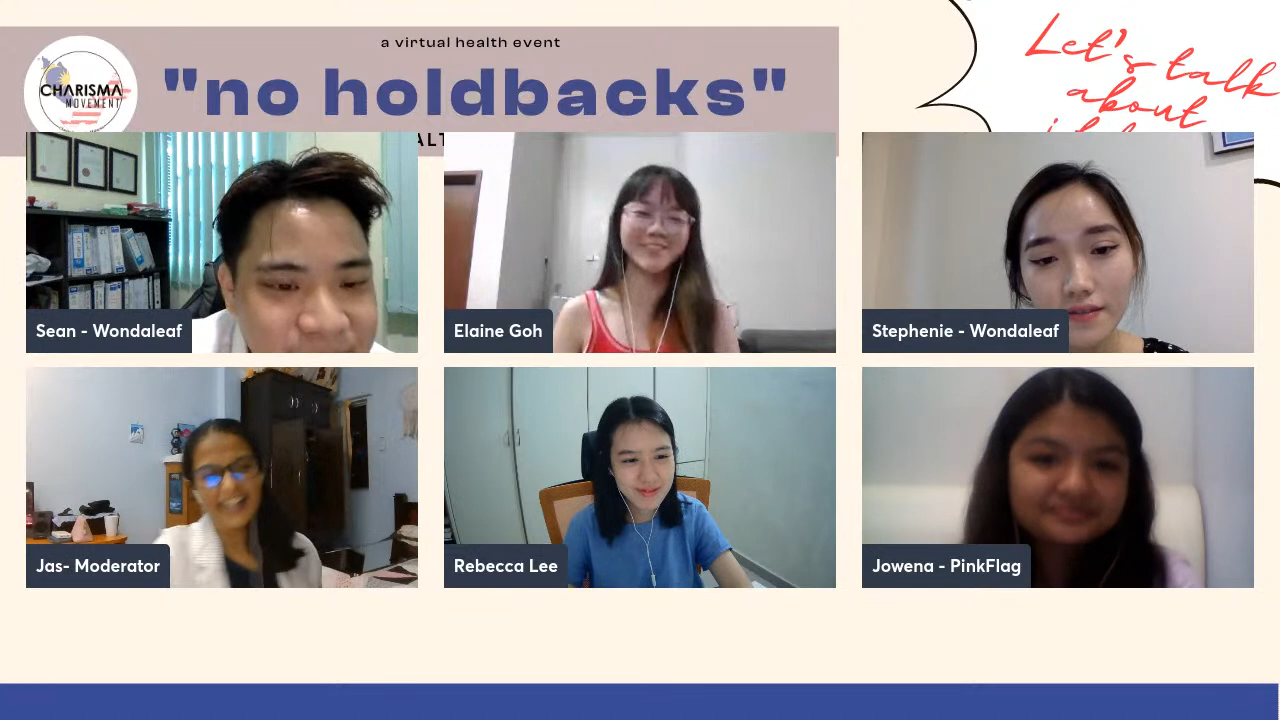 a virtual health event
"no holdbacks"
CHARISMA
MOVEMENT
Let's talk
about
Sean - Wondaleaf
Elaine Goh
Stephenie - Wondaleaf
Jas- Moderator
Rebecca Lee
Jowena - PinkFlag